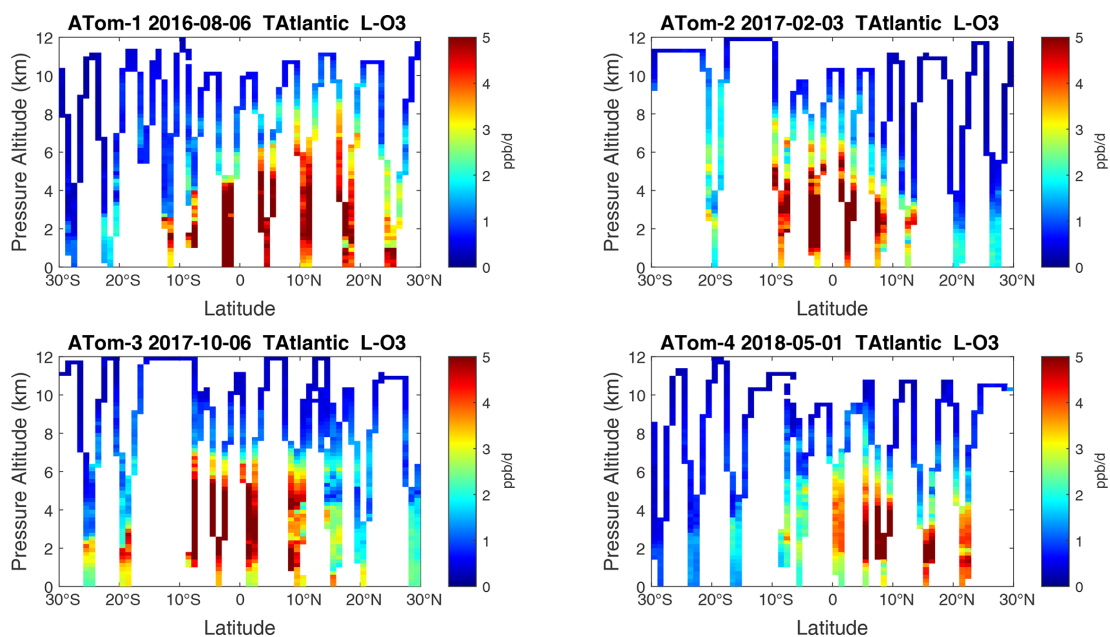 ATom-1 2016-08-06 TAtlantic L-O3
12
10
8
6
4
2
0
Pressure Altitude (km)
30°S 20°S 10°S 0 10°N 20°N 30°N
Latitude
5
4
3
2
1
0
ppb/d
ATom-2 2017-02-03 TAtlantic L-O3
12
10
8
6
4
2
0
Pressure Altitude (km)
30°S 20°S 10°S 0 10°N 20°N 30°N
Latitude
5
4
3
2
1
0
ppb/d
ATom-3 2017-10-06 TAtlantic L-O3
12
10
8
6
4
2
0
Pressure Altitude (km)
30°S 20°S 10°S 0 10°N 20°N 30°N
Latitude
5
4
3
2
1
0
ppb/d
ATom-4 2018-05-01 TAtlantic L-O3
12
10
8
6
4
2
0
Pressure Altitude (km)
30°S 20°S 10°S 0 10°N 20°N 30°N
Latitude
5
4
3
2
1
0
ppb/d